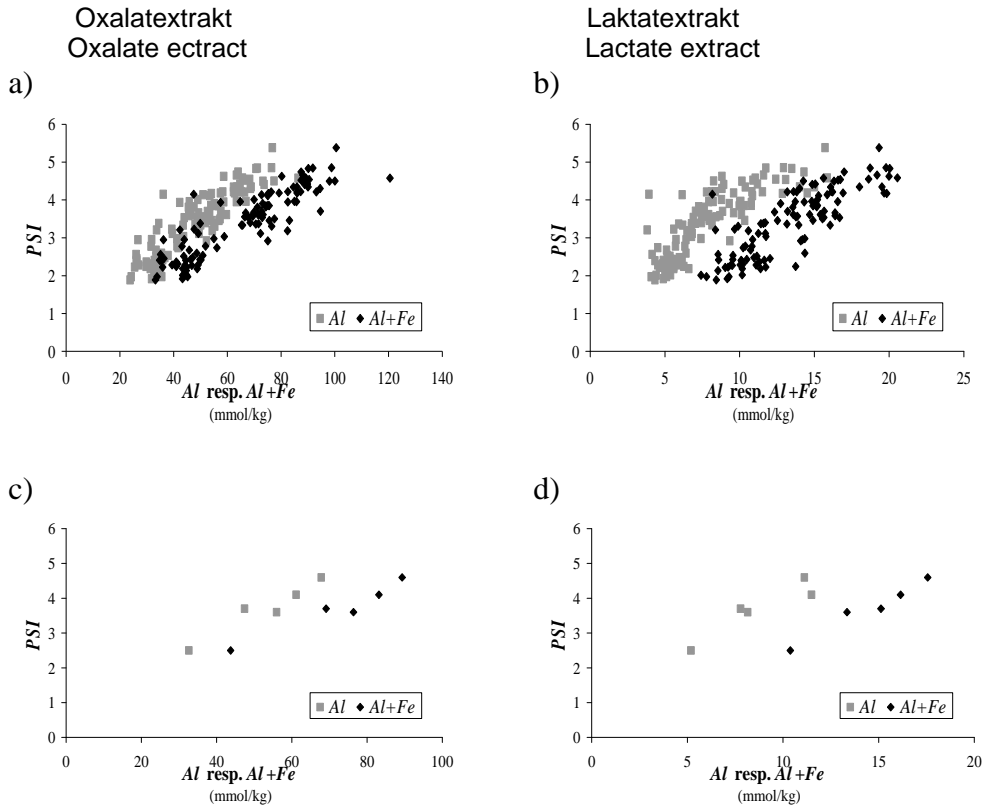 Oxalatextrakt
Oxalate ectract
Laktatextrakt
Lactate extract
a)
6
5
4
3
2
1
0
PSI
Al Al+Fe
0 20 40 60 80 100 120 140
Al resp. Al+Fe
(mmol/kg)
b)
6
5
4
3
2
1
0
PSI
Al Al+Fe
0 5 10 15 20 25
Al resp. Al+Fe
(mmol/kg)
c)
6
5
4
3
2
1
0
PSI
Al Al+Fe
0 20 40 60 80 100
Al resp. Al+Fe
(mmol/kg)
d)
6
5
4
3
2
1
0
PSI
Al Al+Fe
0 5 10 15 20
Al resp. Al+Fe
(mmol/kg)